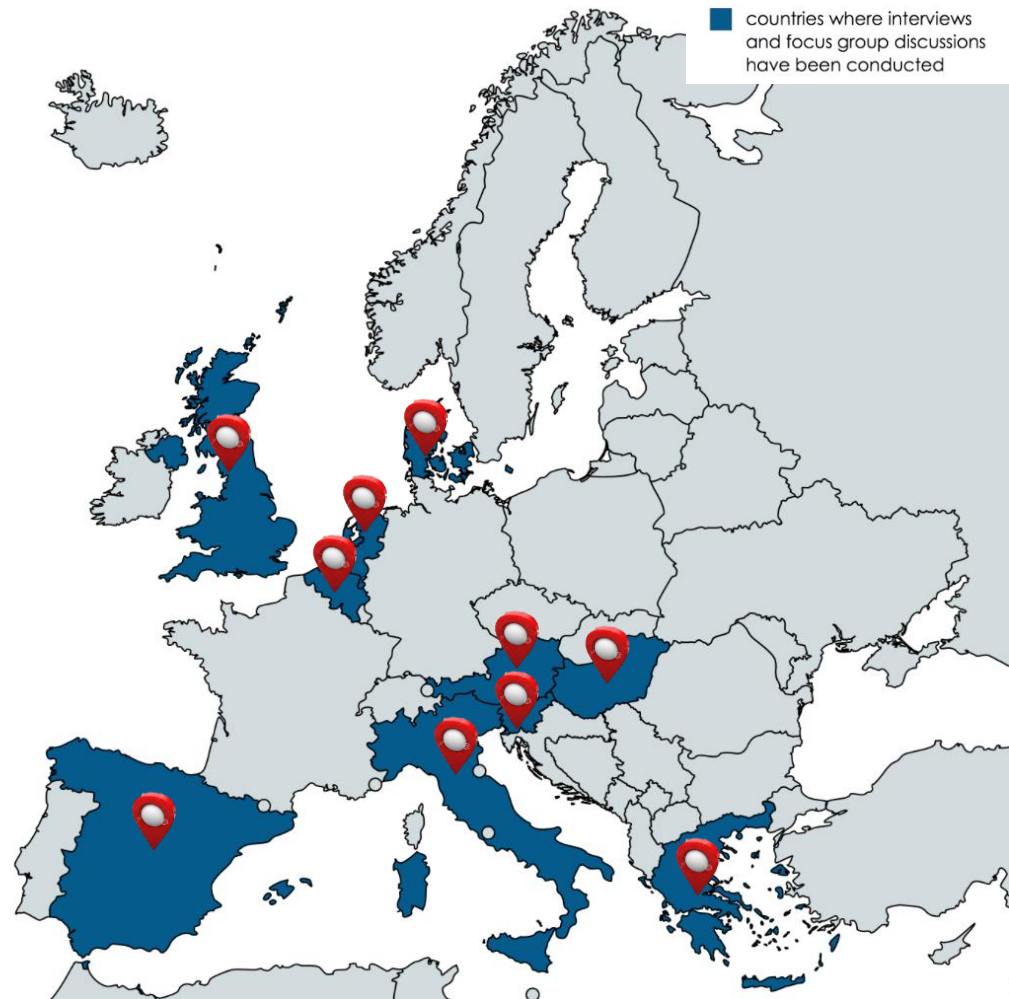 countries where interviews
and focus group discussions
have been conducted